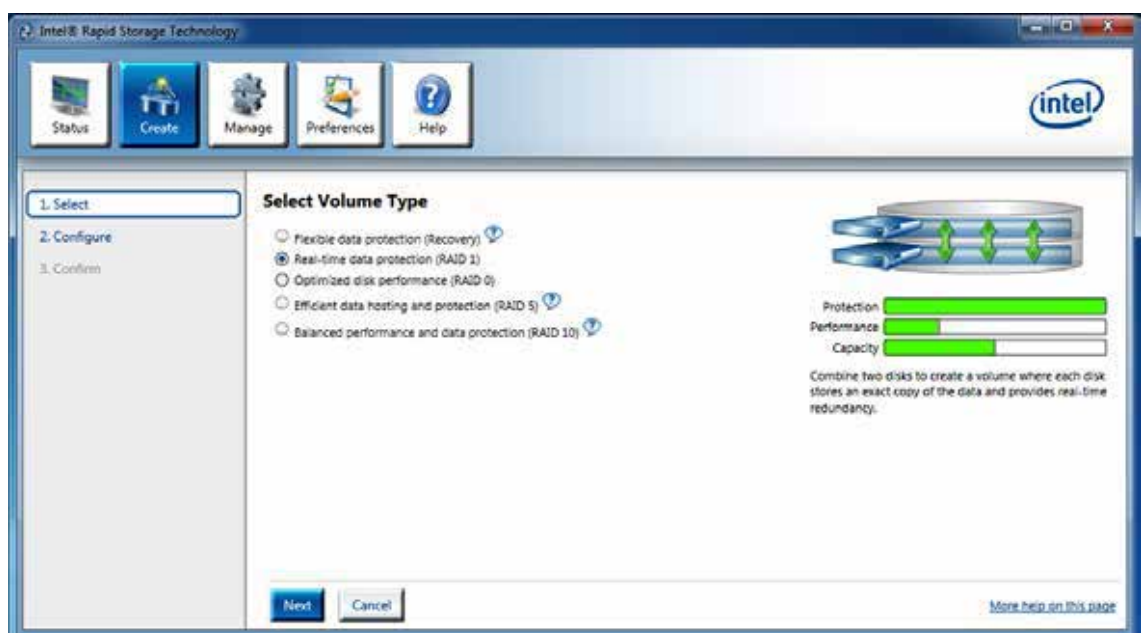 Intel® Rapid Storage Technology
Status
Create
Manage
Preferences
Help
intel
1. Select
2. Configure
3. Confirm
Select Volume Type
Flexible data protection (Recovery)
Real-time data protection (RAID 1)
Optimized disk performance (RAID 0)
Efficient data hosting and protection (RAID 5)
Balanced performance and data protection (RAID 10)
Protection
Performance
Capacity
Combine two disks to create a volume where each disk
stores an exact copy of the data and provides real-time
redundancy.
Next
Cancel
More help on this page